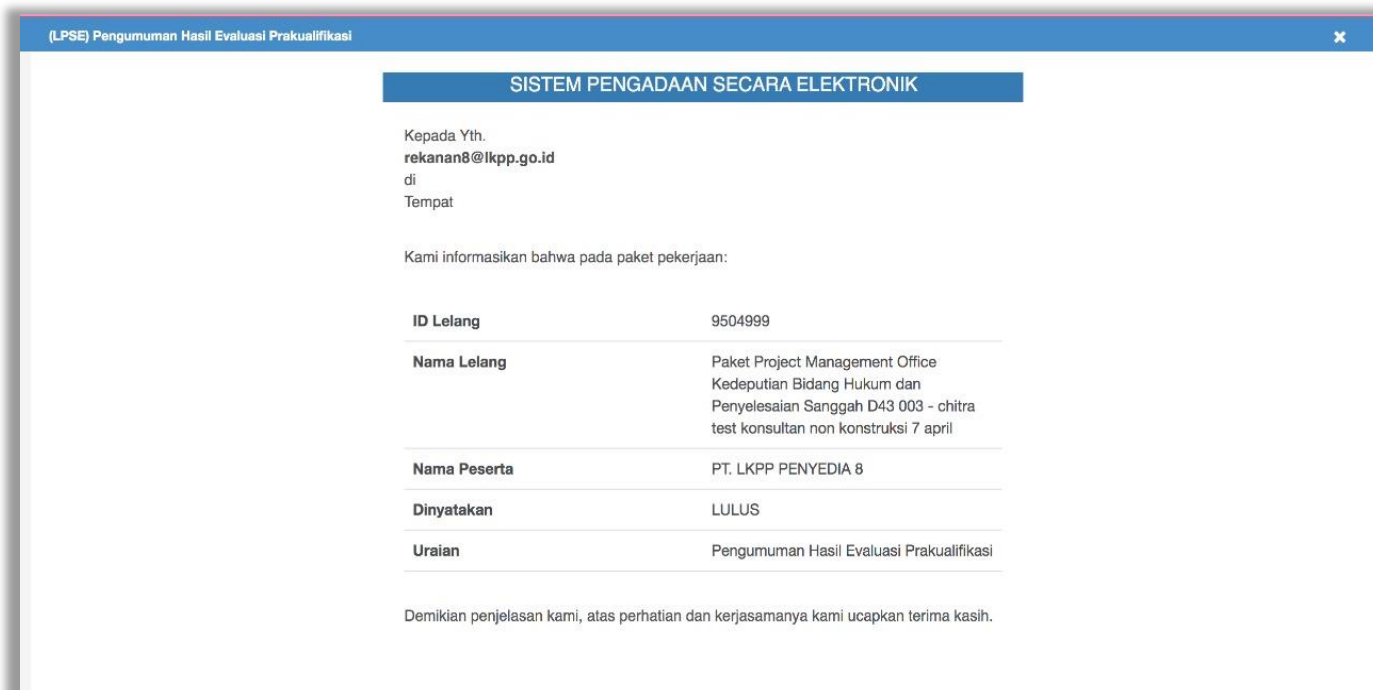 (LPSE) Pengumuman Hasil Evaluasi Prakualifikasi
SISTEM PENGADAAN SECARA ELEKTRONIK
Kepada Yth.
rekanan8@lkpp.go.id
di
Tempat
Kami informasikan bahwa pada paket pekerjaan:
ID Lelang 9504999
Nama Lelang Paket Project Management Office
Kedeputian Bidang Hukum dan
Penyelesaian Sanggah D43 003 - chitra
test konsultan non konstruksi 7 april
Nama Peserta PT. LKPP PENYEDIA 8
Dinyatakan LULUS
Uraian Pengumuman Hasil Evaluasi Prakualifikasi
Demikian penjelasan kami, atas perhatian dan kerjasamanya kami ucapkan terima kasih.